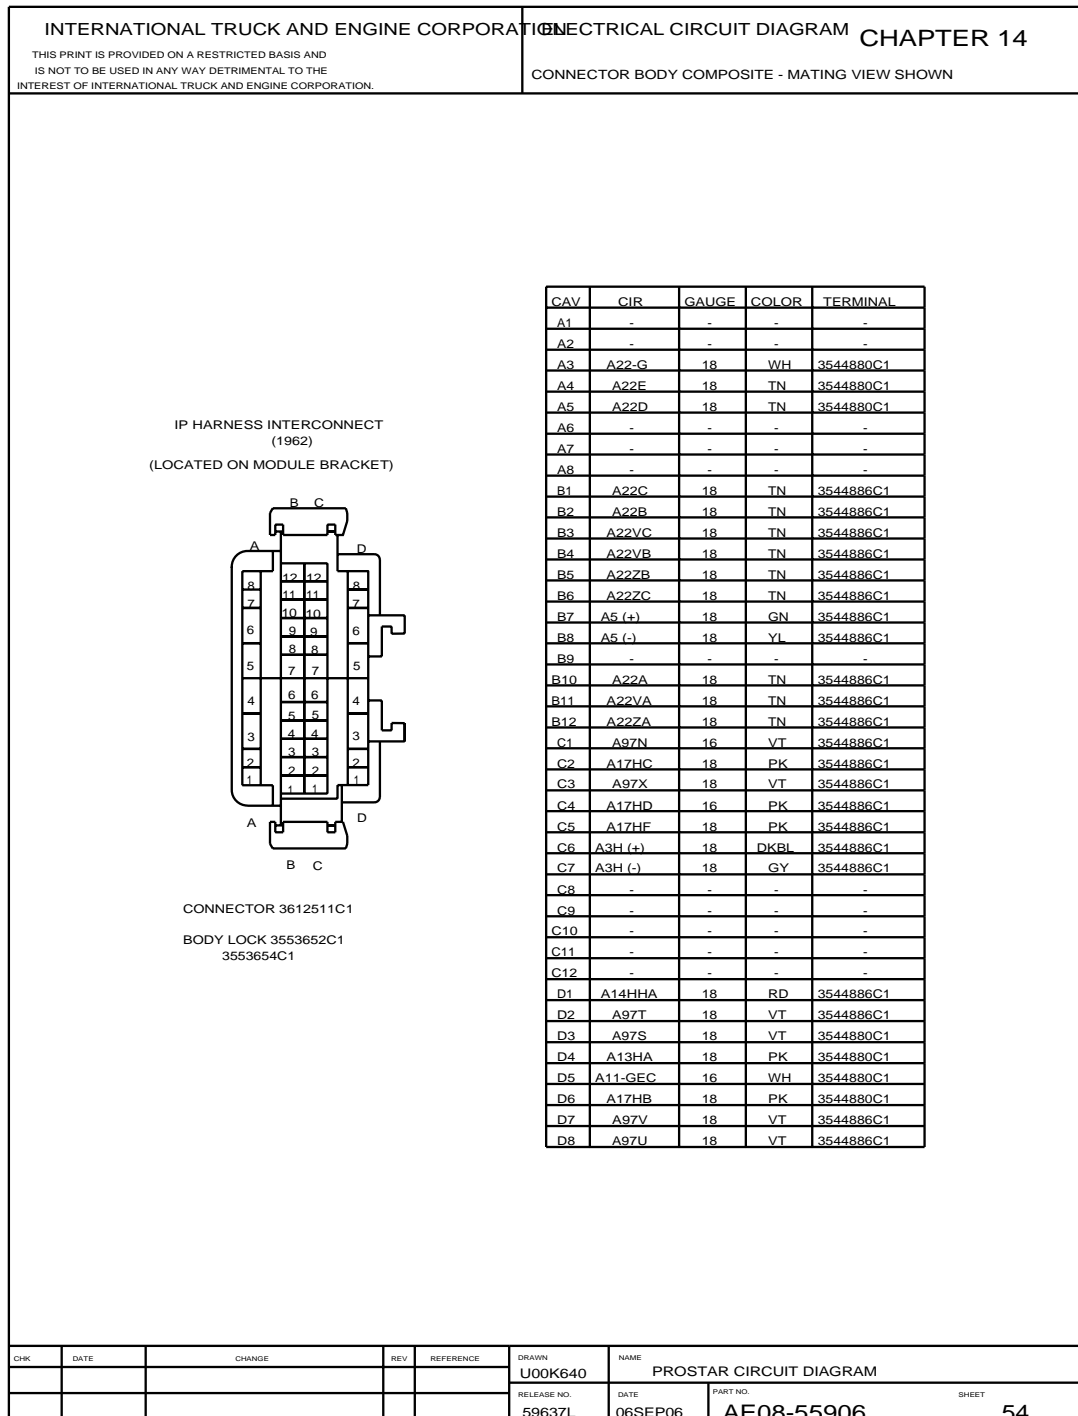 INTERNATIONAL TRUCK AND ENGINE CORPORATION
THIS PRINT IS PROVIDED ON A RESTRICTED BASIS AND
IS NOT TO BE USED IN ANY WAY DETRIMENTAL TO THE
INTEREST OF INTERNATIONAL TRUCK AND ENGINE CORPORATION.
ELECTRICAL CIRCUIT DIAGRAM CHAPTER 14
CONNECTOR BODY COMPOSITE - MATING VIEW SHOWN
IP HARNESS INTERCONNECT
(1962)
(LOCATED ON MODULE BRACKET)
B C
A D
12 12
8 8
11 11
7 7
10 10
6 9 9 6
8 8
5 7 7 5
4 6 6 4
5 5
3 4 4 3
3 3
2 2 2 2
1 1 1 1
A D
B C
CONNECTOR 3612511C1
BODY LOCK 3553652C1
3553654C1
CAV CIR GAUGE COLOR TERMINAL
A1 - - - -
A2 - - - -
A3 A22-G 18 WH 3544880C1
A4 A22E 18 TN 3544880C1
A5 A22D 18 TN 3544880C1
A6 - - - -
A7 - - - -
A8 - - - -
B1 A22C 18 TN 3544886C1
B2 A22B 18 TN 3544886C1
B3 A22VC 18 TN 3544886C1
B4 A22VB 18 TN 3544886C1
B5 A22ZB 18 TN 3544886C1
B6 A22ZC 18 TN 3544886C1
B7 A5 (+) 18 GN 3544886C1
B8 A5 (-) 18 YL 3544886C1
B9 - - - -
B10 A22A 18 TN 3544886C1
B11 A22VA 18 TN 3544886C1
B12 A22ZA 18 TN 3544886C1
C1 A97N 16 VT 3544886C1
C2 A17HC 18 PK 3544886C1
C3 A97X 18 VT 3544886C1
C4 A17HD 16 PK 3544886C1
C5 A17HF 18 PK 3544886C1
C6 A3H (+) 18 DKBL 3544886C1
C7 A3H (-) 18 GY 3544886C1
C8 - - - -
C9 - - - -
C10 - - - -
C11 - - - -
C12 - - - -
D1 A14HHA 18 RD 3544886C1
D2 A97T 18 VT 3544886C1
D3 A97S 18 VT 3544880C1
D4 A13HA 18 PK 3544880C1
D5 A11-GEC 16 WH 3544880C1
D6 A17HB 18 PK 3544880C1
D7 A97V 18 VT 3544886C1
D8 A97U 18 VT 3544886C1
CHK DATE CHANGE REV REFERENCE
DRAWN
U00K640
NAME
PROSTAR CIRCUIT DIAGRAM
RELEASE NO.
59637L
DATE
06SEP06
PART NO.
AE08-55906
SHEET
54